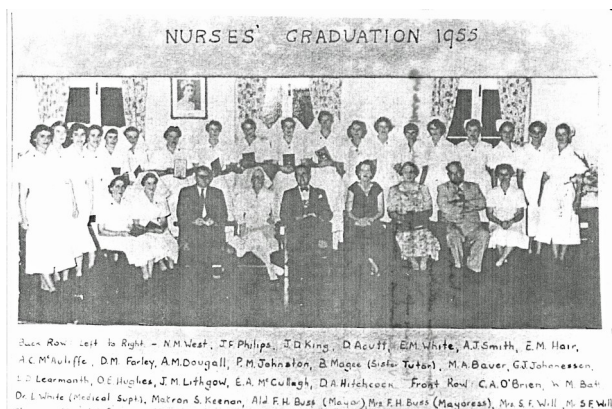 NURSES' GRADUATION 1955
Back Row Left to Right - N.M West, J.F. Philips, J.D. King, D. Acutt, E.M. White, A.J. Smith, E.M. Hair,
A.C. McAuliffe, D.M. Farley, A.M. Dougall, P.M. Johnston, B. Magee (Sister Tutor), M.A. Bauer, G.J. Johanessen,
Learmonth, O.E Hughes, J.M. Lithgow, E.A. McCullagh, D.A. Hitchcock Front Row: C.A. O'Brien, W M. Bat
Dr. L White (Medical Supt), Matron S. Keenan, Ald F.H. Buss (Mayor), Mrs F.H. Buss (Mayoress), Mrs S.F. Will, M S.F. Will